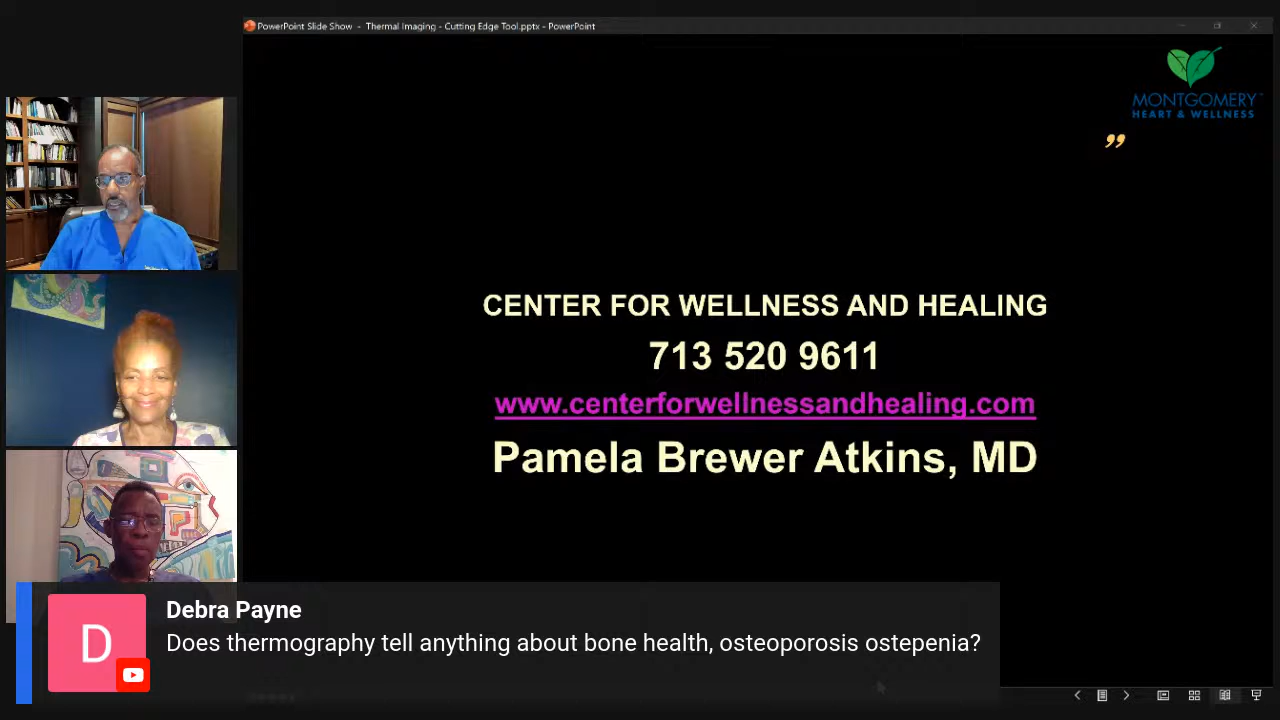 PowerPoint Slide Show - Thermal Imaging - Cutting Edge Tool.pptx - PowerPoint
MONTGOMERY
HEART & WELLNESS
”
CENTER FOR WELLNESS AND HEALING
713 520 9611
www.centerforwellnessandhealing.com
Pamela Brewer Atkins, MD
D
Debra Payne
Does thermography tell anything about bone health, osteoporosis ostepenia?